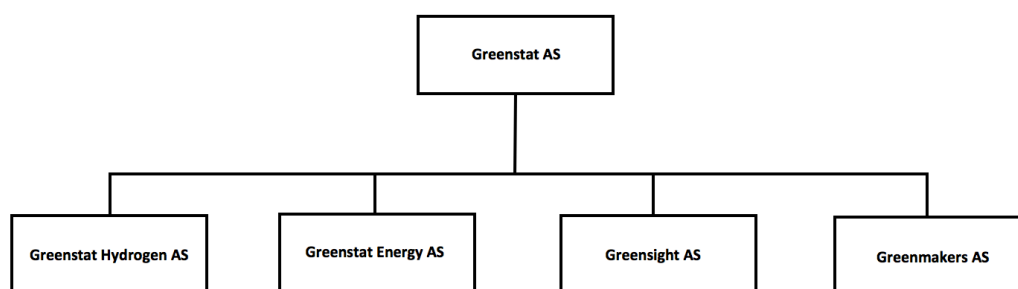 Greenstat AS
Greenstat Hydrogen AS
Greenstat Energy AS
Greensight AS
Greenmakers AS